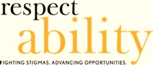 respect
ability
FIGHTING STIGMAS. ADVANCING OPPORTUNITIES.